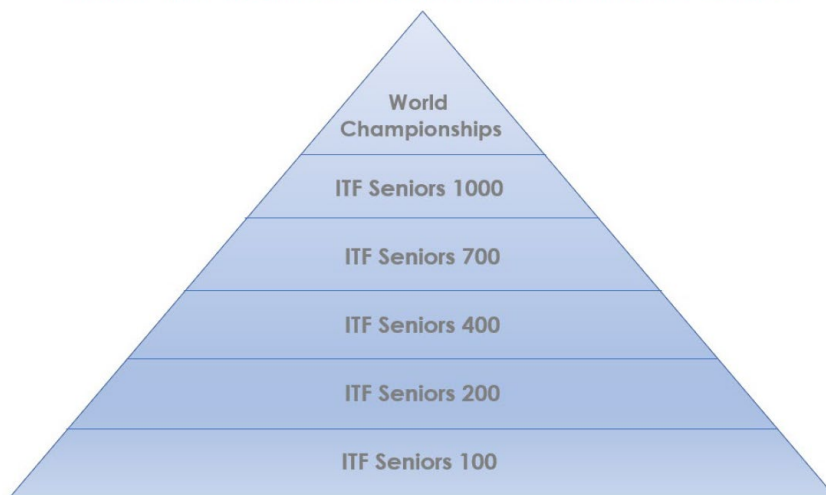 World
Championships
ITF Seniors 1000
ITF Seniors 700
ITF Seniors 400
ITF Seniors 200
ITF Seniors 100